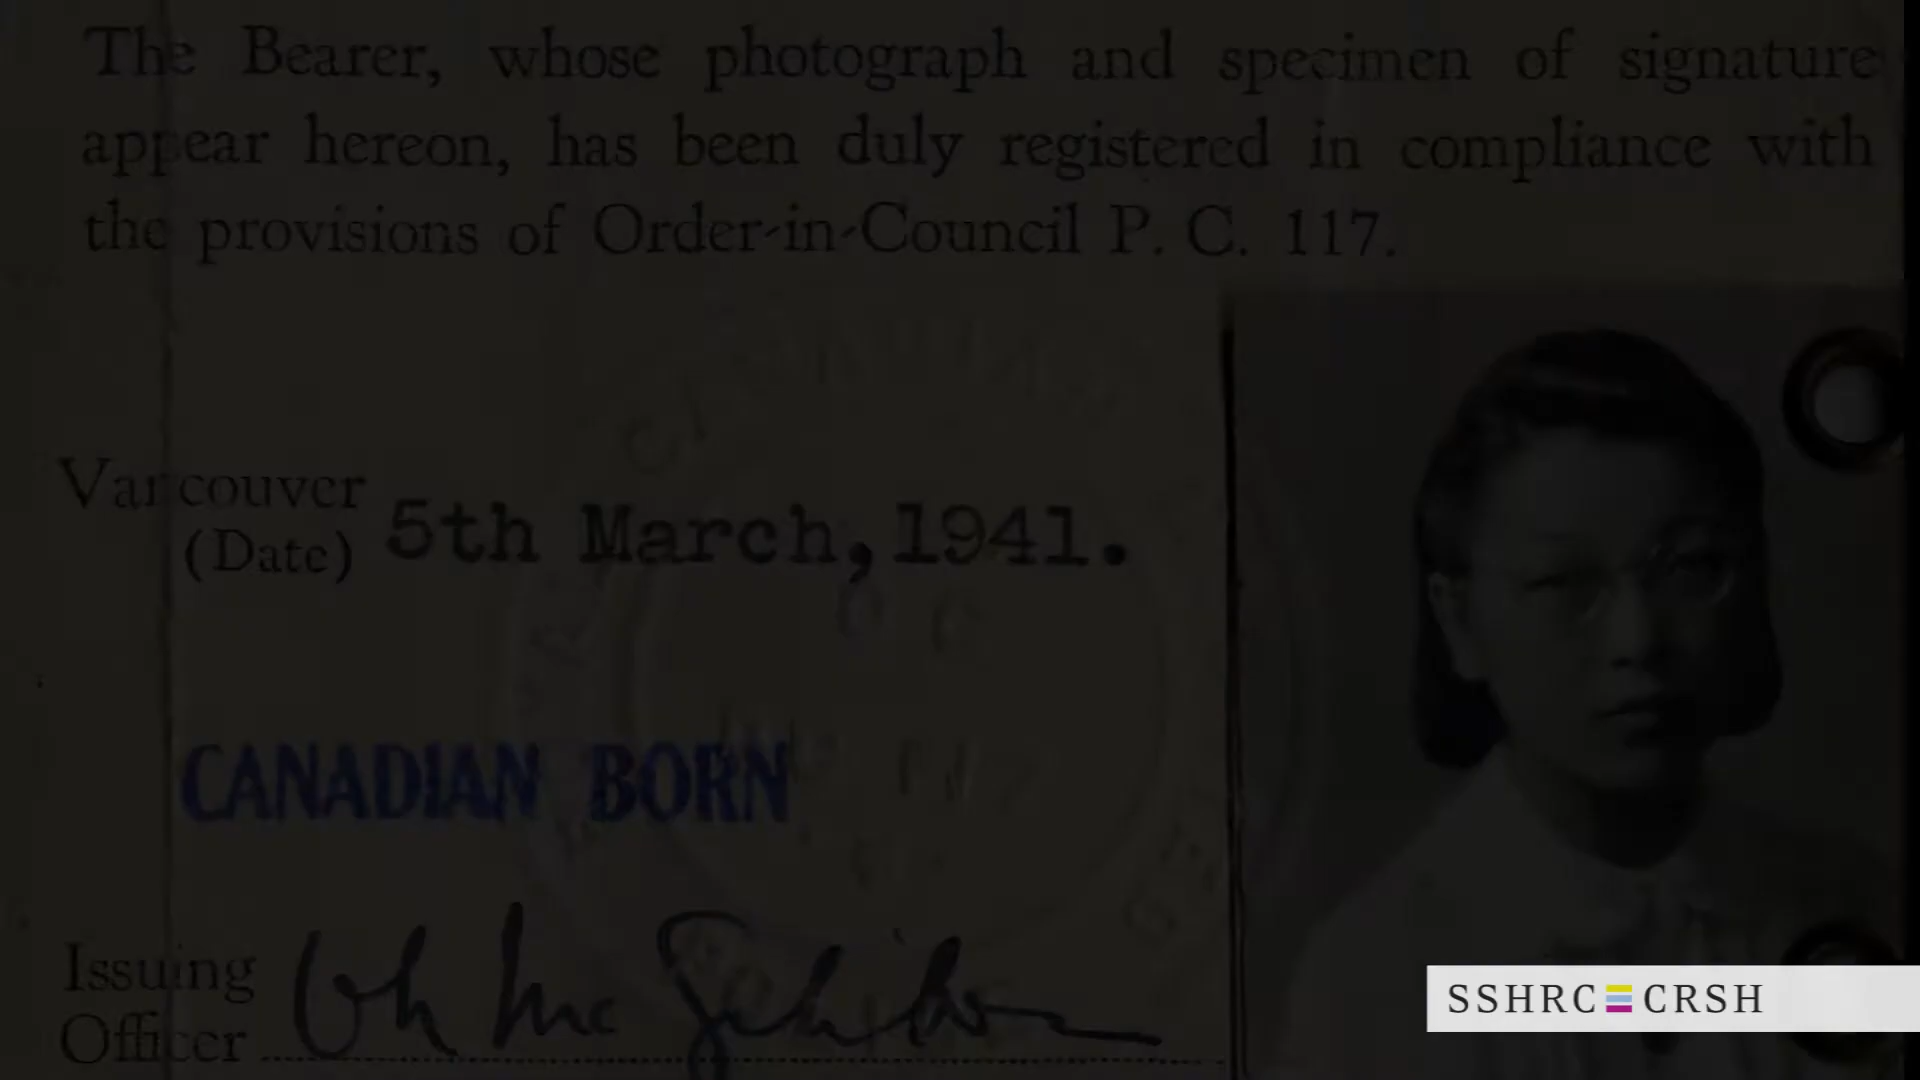 The Bearer, whose photograph and specimen of signature
appear hereon, has been duly registered in compliance with
the provisions of Order-in-Council P. C. 117.
Vancouver
(Date) 5th March, 1941.
CANADIAN BORN
Issuing
Officer
SSHRC CRSH